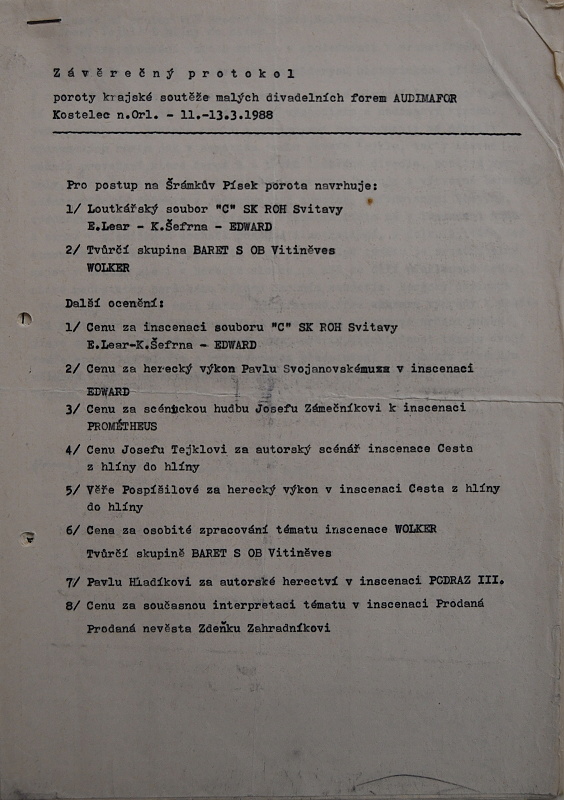 Z á v ě r e č n ý  p r o t o k o l
poroty krajské soutěže malých divadelních forem AUDIMAFOR
Kostelec n.Orl. - 11.-13.3.1988
Pro postup na Šrámkův Písek porota navrhuje:
1/ Loutkářský soubor "C" SK ROH Svitavy
E.Lear - K.Šefrna - EDWARD
2/ Tvůrčí skupina BARET S OB Vitiněves
WOLKER
Další ocenění:
1/ Cenu za inscenaci souboru "C" SK ROH Svitavy
E.Lear-K.Šefrna - EDWARD
2/ Cenu za herecký výkon Pavlu Svojanovskému v inscenaci
EDWARD
3/ Cenu za scénickou hudbu Josefu Zámečníkovi k inscenaci
PROMÉTHEUS
4/ Cenu Josefu Tejklovi za autorský scénář inscenace Cesta
z hlíny do hlíny
5/ Věře Pospíšilové za herecký výkon v inscenaci Cesta z hlíny
do hlíny
6/ Cena za osobité zpracování tématu inscenace WOLKER
Tvůrčí skupině BARET S OB Vitiněves
7/ Pavlu Hladíkovi za autorské herectví v inscenaci PODRAZ III.
8/ Cenu za současnou interpretaci tématu v inscenaci Prodaná
Prodaná nevěsta Zdeňku Zahradníkovi